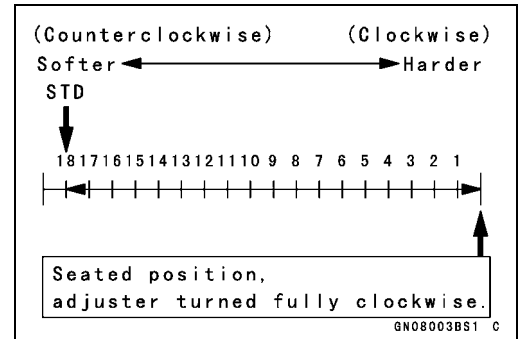 (Counterclockwise) (Clockwise)
Softer Harder
STD
18 17 16 15 14 13 12 11 10 9 8 7 6 5 4 3 2 1
Seated position,
adjuster turned fully clockwise.
GN08003BS1 C